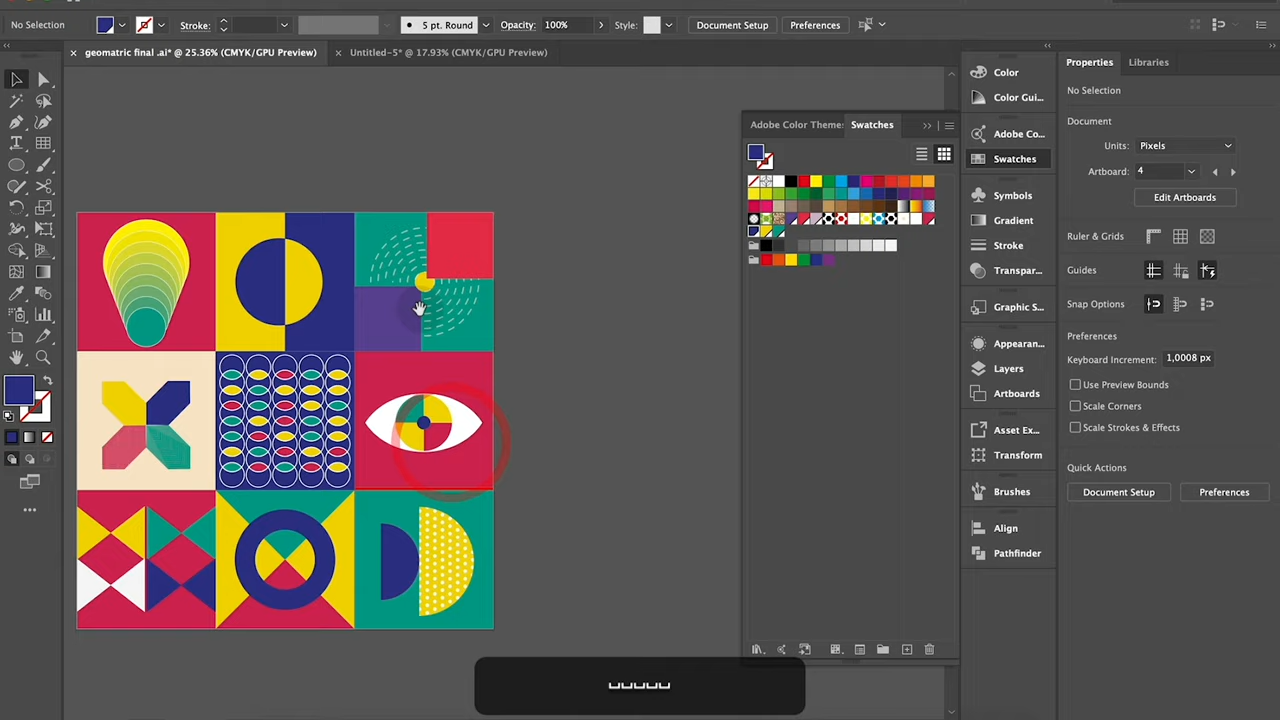 No Selection
Stroke:
5 pt. Round
Opacity:
100%
Style:
Document Setup
Preferences
× geomatric final .ai* @ 25.36% (CMYK/GPU Preview)
× Untitled-5* @ 17.93% (CMYK/GPU Preview)
Adobe Color Theme:
Swatches
Color
Color Gui...
Adobe Co...
Swatches
Symbols
Gradient
Stroke
Transpar...
Graphic S...
Appearan...
Layers
Artboards
Asset Ex...
Transform
Brushes
Align
Pathfinder
Properties
Libraries
No Selection
Document
Units:
Pixels
Artboard:
4
Edit Artboards
Ruler & Grids
Guides
Snap Options
Preferences
Keyboard Increment:
1,0008 px
Use Preview Bounds
Scale Corners
Scale Strokes & Effects
Quick Actions
Document Setup
Preferences